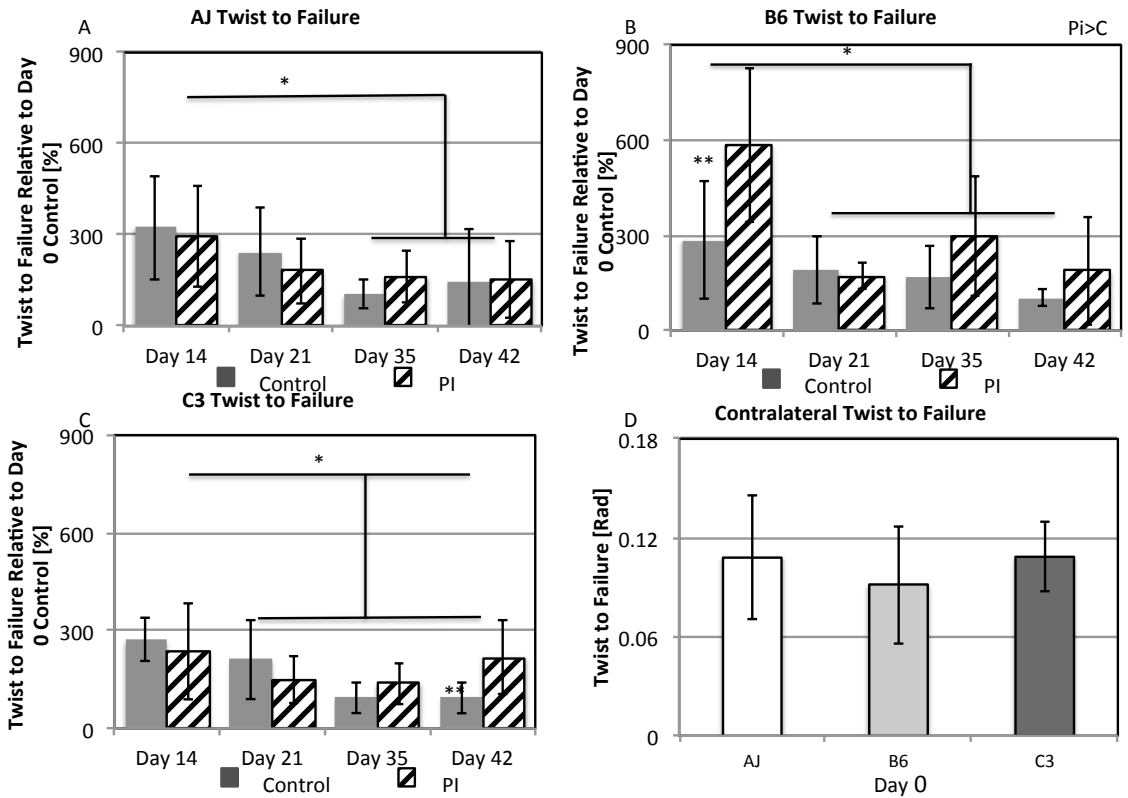 A
AJ Twist to Failure
Twist to Failure Relative to Day
0 Control [%]
900
600
300
0
*
Day 14 Day 21 Day 35 Day 42
Control PI
B
B6 Twist to Failure
Pi>C
Twist to Failure Relative to Day
0 Control [%]
900
600
300
0
*
**
Day 14 Day 21 Day 35 Day 42
Control PI
C
C3 Twist to Failure
Twist to Failure Relative to Day
0 Control [%]
900
600
300
0
*
**
Day 14 Day 21 Day 35 Day 42
Control PI
D
Contralateral Twist to Failure
Twist to Failure [Rad]
0.18
0.12
0.06
0
AJ B6 C3
Day 0